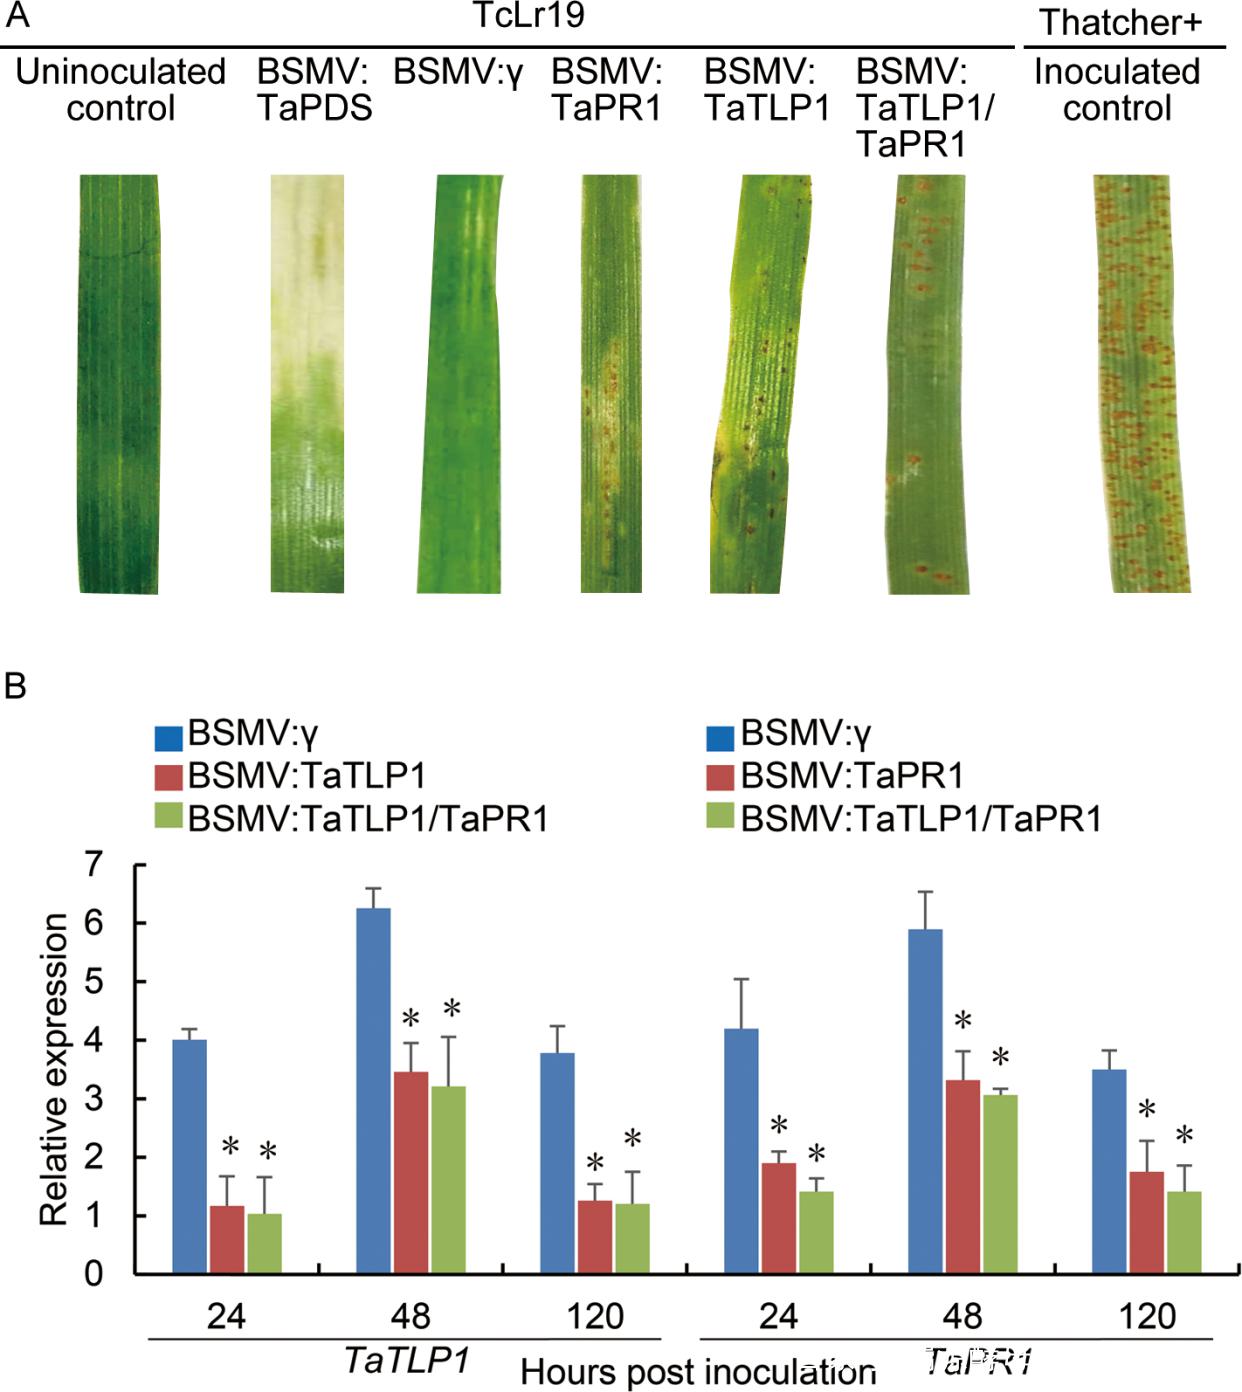 A
TcLr19
Thatcher+
Uninoculated
control
BSMV:
TaPDS
BSMV:γ
BSMV:
TaPR1
BSMV:
TaTLP1
BSMV:
TaTLP1/
TaPR1
Inoculated
control
B
BSMV:γ
BSMV:TaTLP1
BSMV:TaTLP1/TaPR1
BSMV:γ
BSMV:TaPR1
BSMV:TaTLP1/TaPR1
Relative expression
7
6
5
4
3
2
1
0
* * * * * * * * * * * *
24 48 120 24 48 120
TaTLP1
TaPR1
Hours post inoculation